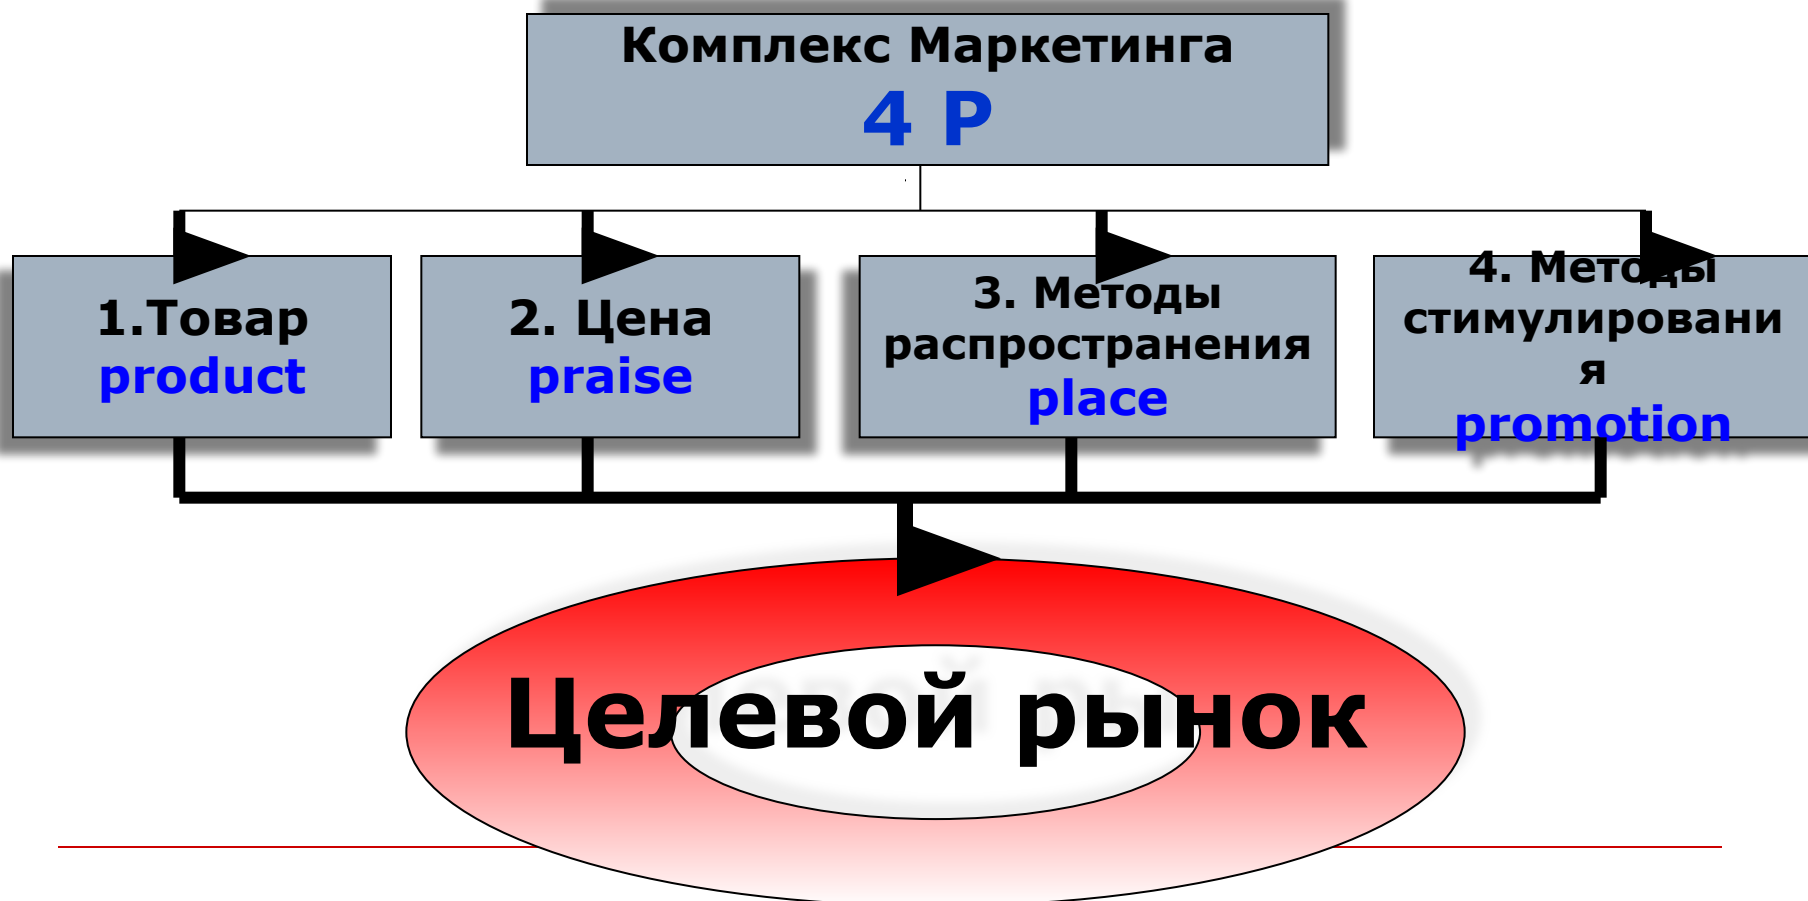 Комплекс Маркетинга
4 Р
1.Товар
product
2. Цена
praise
3. Методы
распространения
place
4. Методы
стимулировани
я
promotion
Целевой рынок